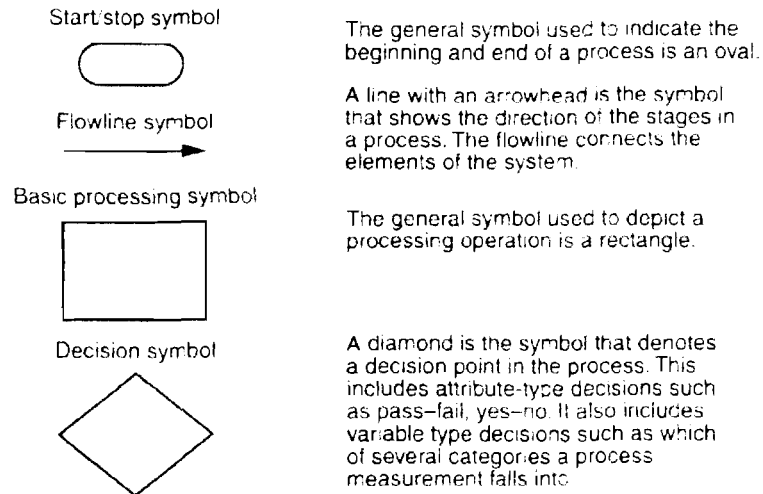 Start/stop symbol
The general symbol used to indicate the
beginning and end of a process is an oval.
Flowline symbol
A line with an arrowhead is the symbol
that shows the direction of the stages in
a process. The flowline connects the
elements of the system.
Basic processing symbol
The general symbol used to depict a
processing operation is a rectangle.
Decision symbol
A diamond is the symbol that denotes
a decision point in the process. This
includes attribute-type decisions such
as pass–fail, yes–no. It also includes
variable type decisions such as which
of several categories a process
measurement falls into.